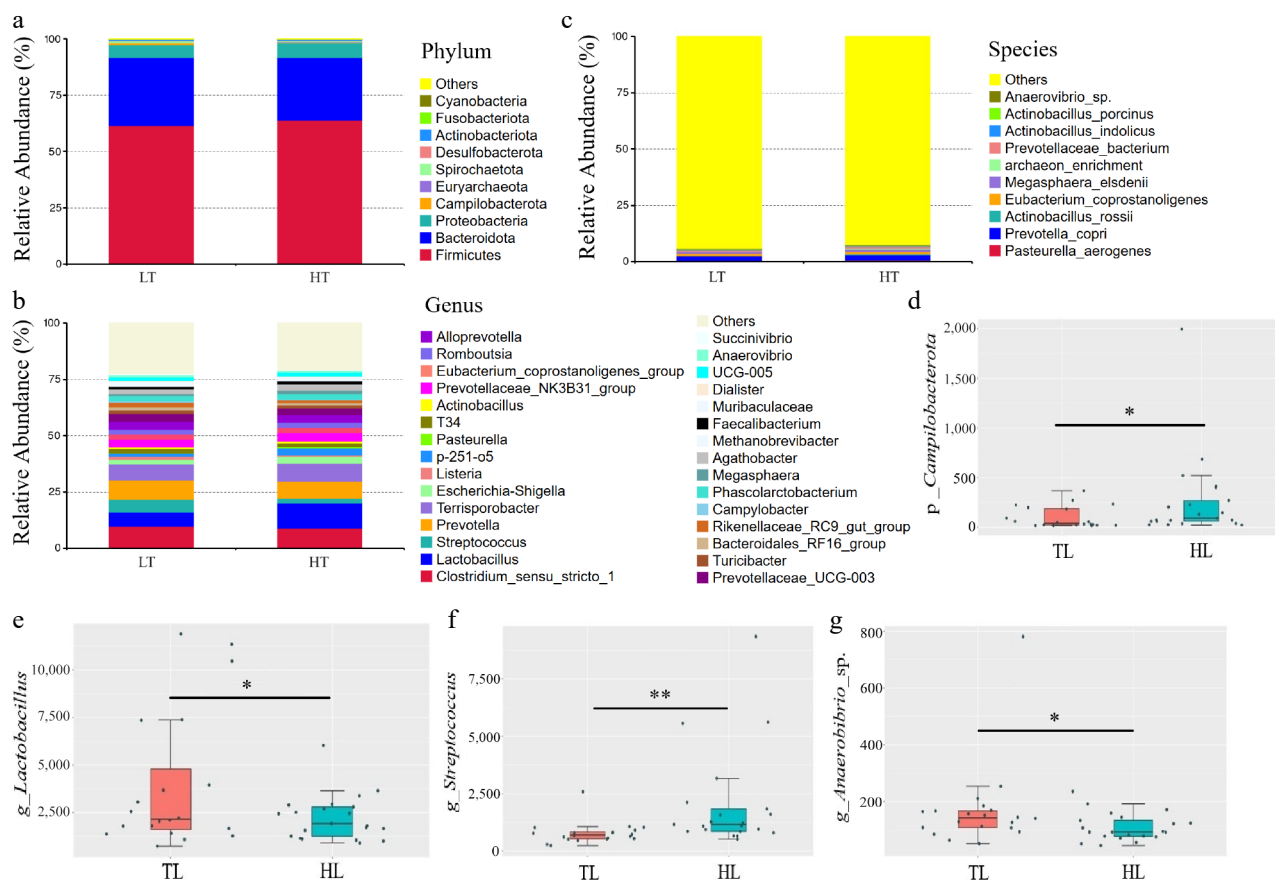 a
Relative Abundance (%)
100
75
50
25
0
LT
HT
Phylum
Others
Cyanobacteria
Fusobacteriota
Actinobacteriota
Desulfobacterota
Spirochaetota
Euryarchaeota
Campilobacterota
Proteobacteria
Bacteroidota
Firmicutes
c
Relative Abundance (%)
100
75
50
25
0
LT
HT
Species
Others
Anaerovibrio_sp.
Actinobacillus_porcinus
Actinobacillus_indolicus
Prevotellaceae_bacterium
archaeon_enrichment
Megasphaera_elsdenii
Eubacterium_coprostanoligenes
Actinobacillus_rossii
Prevotella_copri
Pasteurella_aerogenes
b
Relative Abundance (%)
100
75
50
25
0
LT
HT
Genus
Alloprevotella
Romboutsia
Eubacterium_coprostanoligenes_group
Prevotellaceae_NK3B31_group
Actinobacillus
T34
Pasteurella
p-251-o5
Listeria
Escherichia-Shigella
Terrisporobacter
Prevotella
Streptococcus
Lactobacillus
Clostridium_sensu_stricto_1
Others
Succinivibrio
Anaerovibrio
UCG-005
Dialister
Muribaculaceae
Faecalibacterium
Methanobrevibacter
Agathobacter
Megasphaera
Phascolarctobacterium
Campylobacter
Rikenellaceae_RC9_gut_group
Bacteroidales_RF16_group
Turicibacter
Prevotellaceae_UCG-003
d
p_Campilobacterota
2,000
1,500
1,000
500
0
*
TL
HL
e
g_Lactobacillus
10,000
7,500
5,000
2,500
*
TL
HL
f
g_Streptococcus
7,500
5,000
2,500
0
**
TL
HL
g
g_Anaerobibrio_sp.
800
600
400
200
*
TL
HL